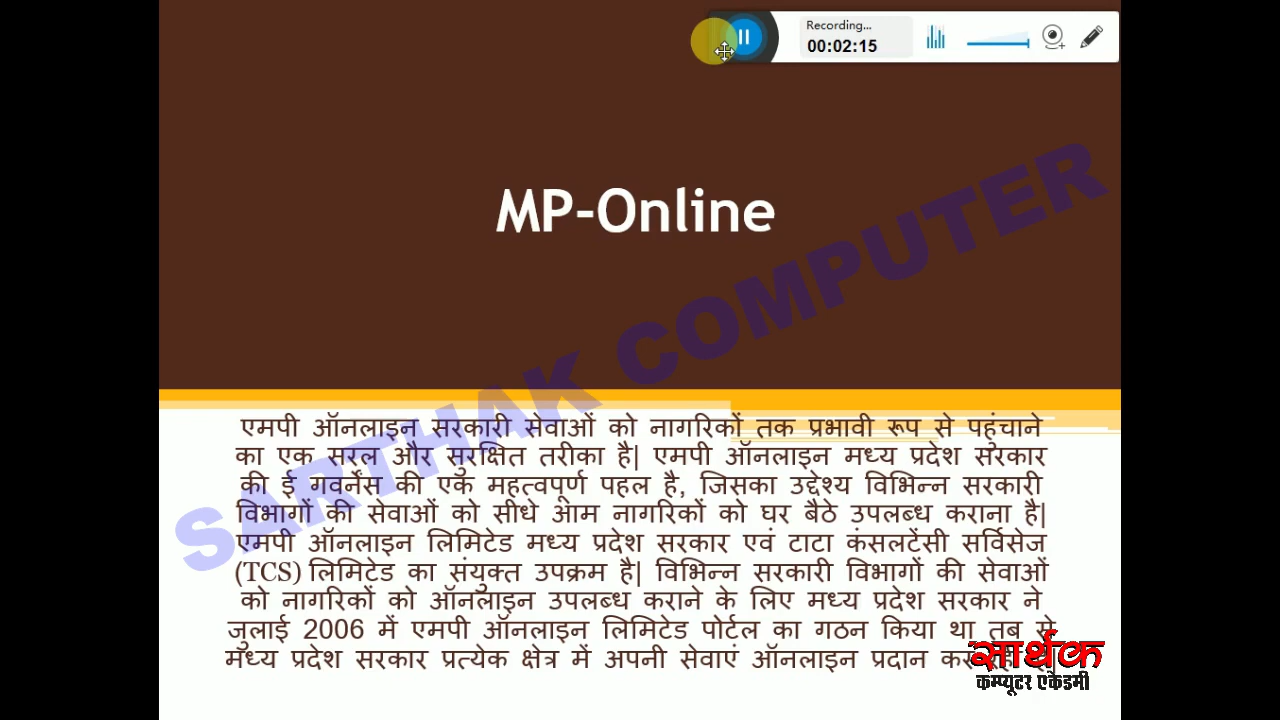 Recording...
00:02:15
MP-Online
SARTHAK COMPUTER
एमपी ऑनलाइन सरकारी सेवाओं को नागरिकों तक प्रभावी रूप से पहुंचाने
का एक सरल और सुरक्षित तरीका है| एमपी ऑनलाइन मध्य प्रदेश सरकार
की ई गवर्नेंस की एक महत्वपूर्ण पहल है, जिसका उद्देश्य विभिन्न सरकारी
विभागों की सेवाओं को सीधे आम नागरिकों को घर बैठे उपलब्ध कराना है|
एमपी ऑनलाइन लिमिटेड मध्य प्रदेश सरकार एवं टाटा कंसलटेंसी सर्विसेज
(TCS) लिमिटेड का संयुक्त उपक्रम है| विभिन्न सरकारी विभागों की सेवाओं
को नागरिकों को ऑनलाइन उपलब्ध कराने के लिए मध्य प्रदेश सरकार ने
जुलाई 2006 में एमपी ऑनलाइन लिमिटेड पोर्टल का गठन किया था तब से
मध्य प्रदेश सरकार प्रत्येक क्षेत्र में अपनी सेवाएं ऑनलाइन प्रदान
सार्थक
कम्प्यूटर एकेडमी